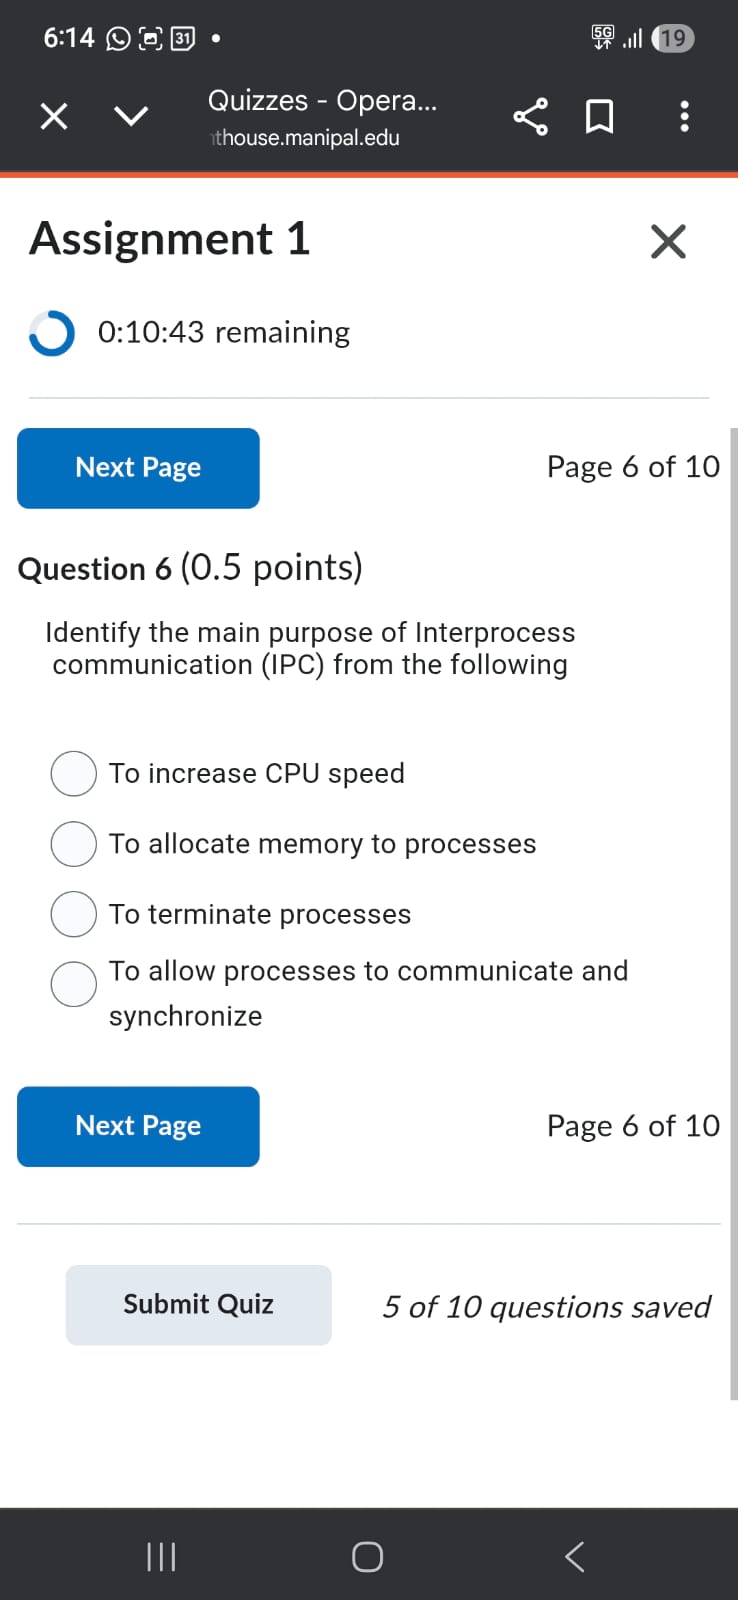 6:14 31 • 5G 19
Quizzes - Opera...
thouse.manipal.edu
Assignment 1
0:10:43 remaining
Next Page Page 6 of 10
Question 6 (0.5 points)
Identify the main purpose of Interprocess
communication (IPC) from the following
To increase CPU speed
To allocate memory to processes
To terminate processes
To allow processes to communicate and
synchronize
Next Page Page 6 of 10
Submit Quiz 5 of 10 questions saved